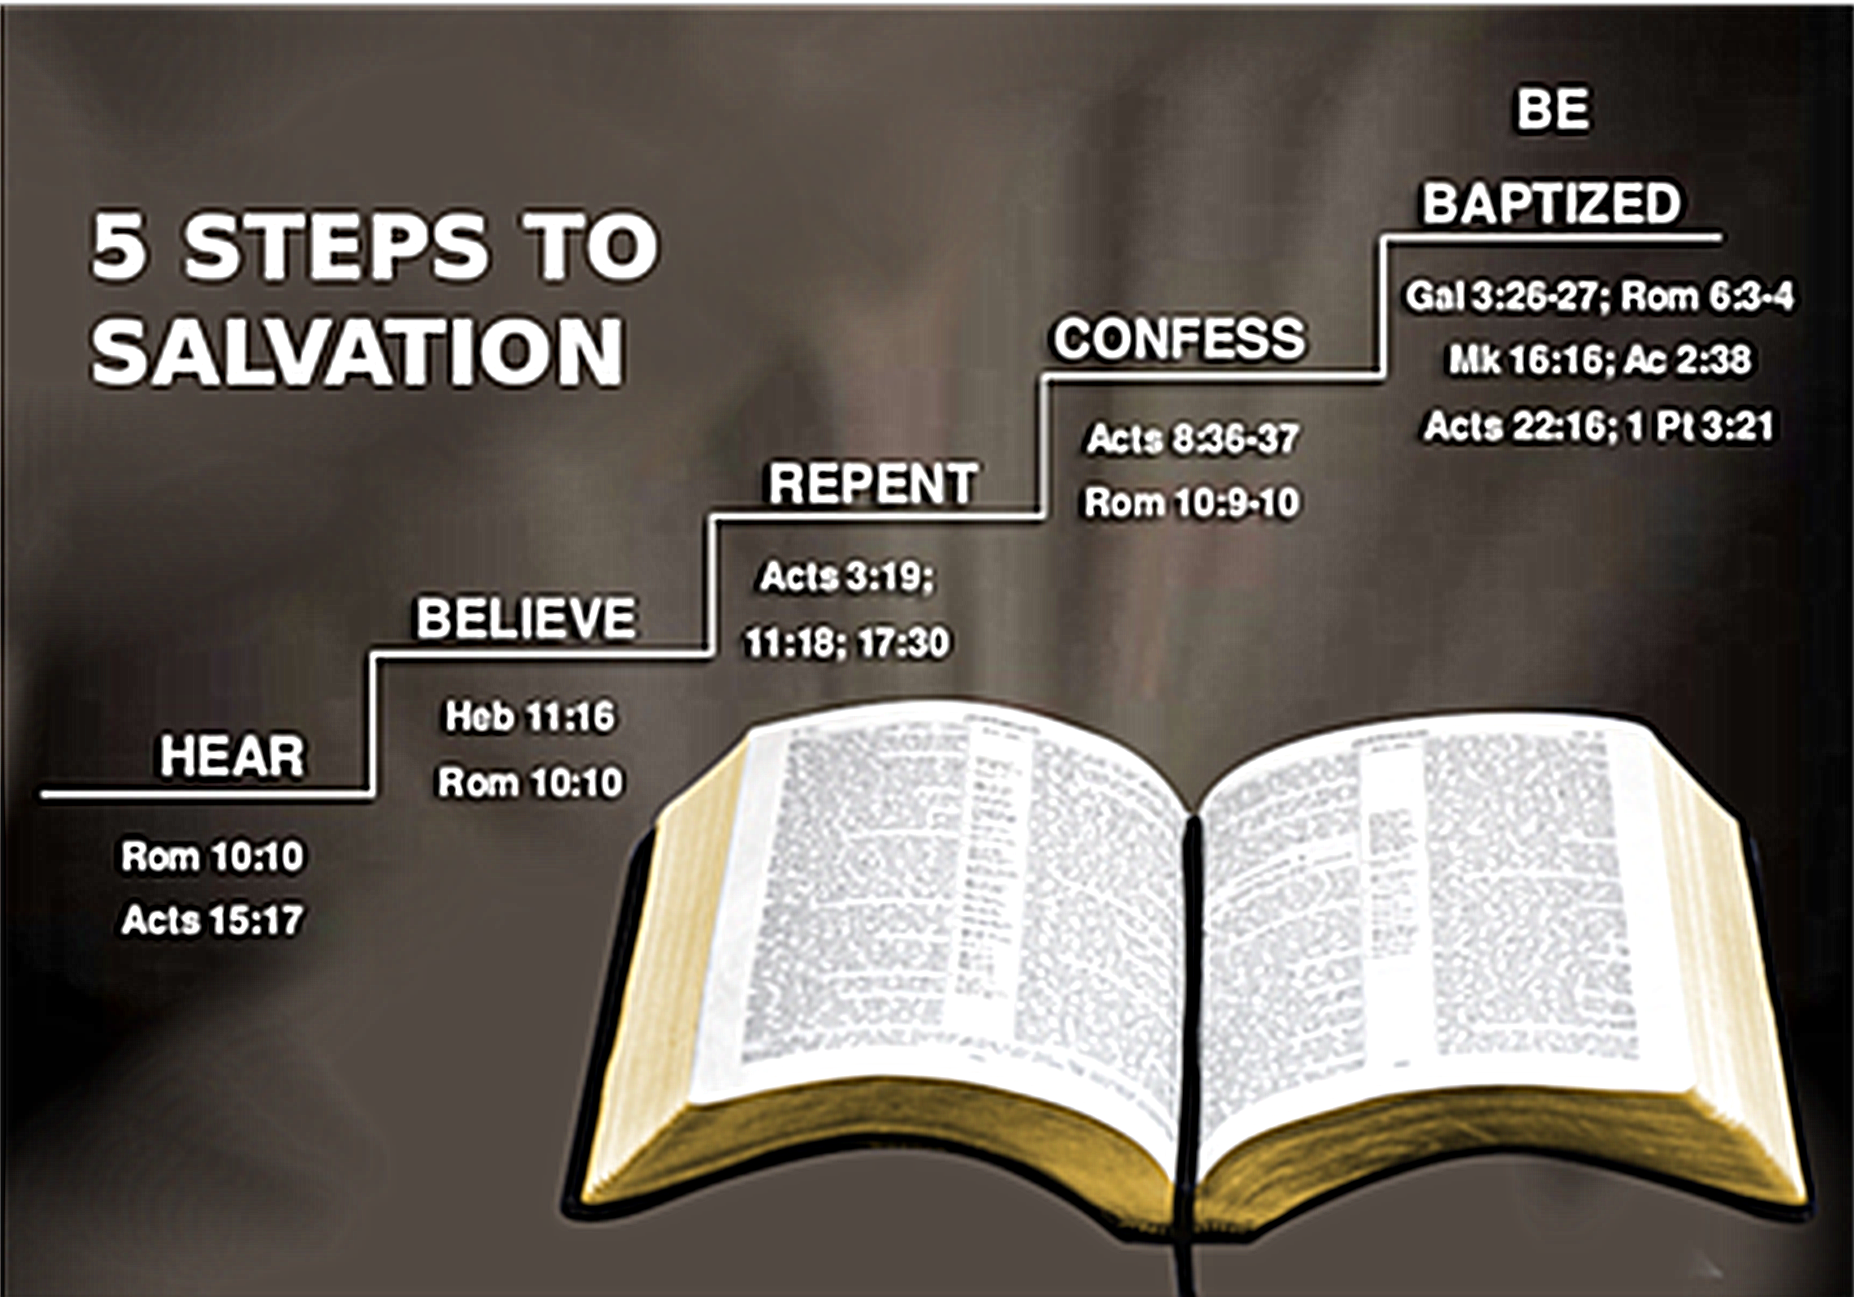 5 STEPS TO
SALVATION
HEAR
Rom 10:10
Acts 15:17
BELIEVE
Heb 11:16
Rom 10:10
REPENT
Acts 3:19;
11:18; 17:30
CONFESS
Acts 8:36-37
Rom 10:9-10
BE
BAPTIZED
Gal 3:26-27; Rom 6:3-4
Mk 16:16; Ac 2:38
Acts 22:16; 1 Pt 3:21